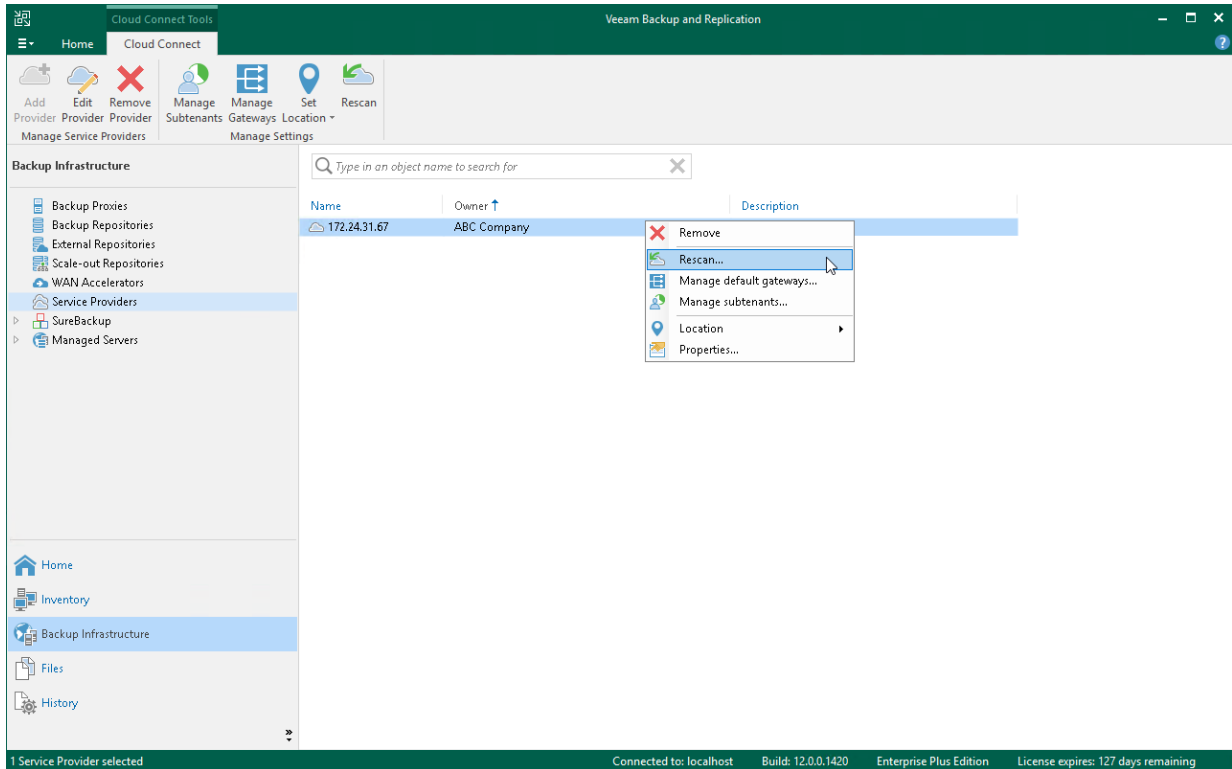 Cloud Connect Tools
Veeam Backup and Replication
Home
Cloud Connect
?
Add Provider
Edit Provider
Remove Provider
Manage Subtenants
Manage Gateways
Set Location
Rescan
Manage Service Providers
Manage Settings
Backup Infrastructure
Backup Proxies
Backup Repositories
External Repositories
Scale-out Repositories
WAN Accelerators
Service Providers
SureBackup
Managed Servers
Type in an object name to search for
Name
Owner
Description
172.24.31.67
ABC Company
Remove
Rescan...
Manage default gateways...
Manage subtenants...
Location
Properties...
Home
Inventory
Backup Infrastructure
Files
History
1 Service Provider selected
Connected to: localhost
Build: 12.0.0.1420
Enterprise Plus Edition
License expires: 127 days remaining